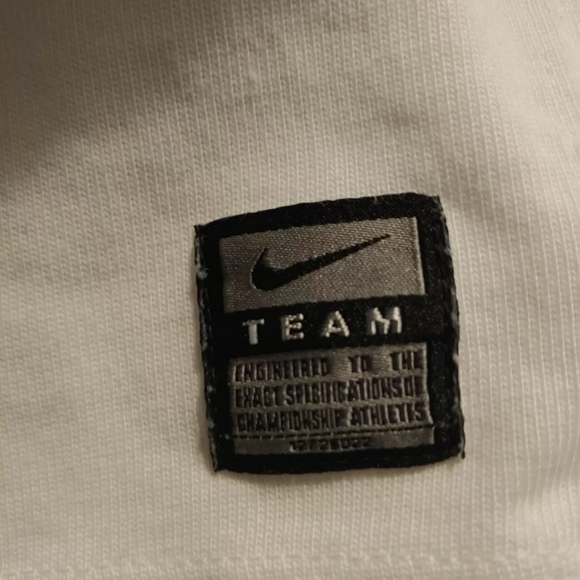 TEAM
ENGINEERED TO THE
EXACT SPECIFICATIONS OF
CHAMPIONSHIP ATHLETES